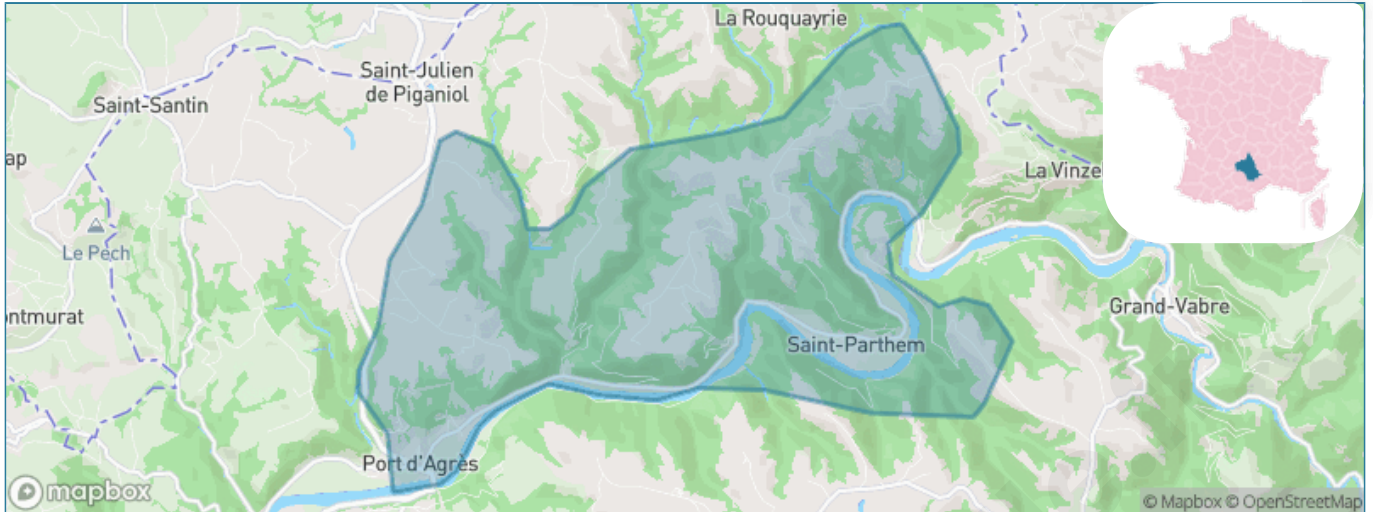 La Rouquayrie
Saint-Julien
de Piganiol
Saint-Santin
ap
La Vinze
Le Pech
ontmurat
Grand-Vabre
Saint-Parthem
Port d'Agrès
mapbox
© Mapbox © OpenStreetMap